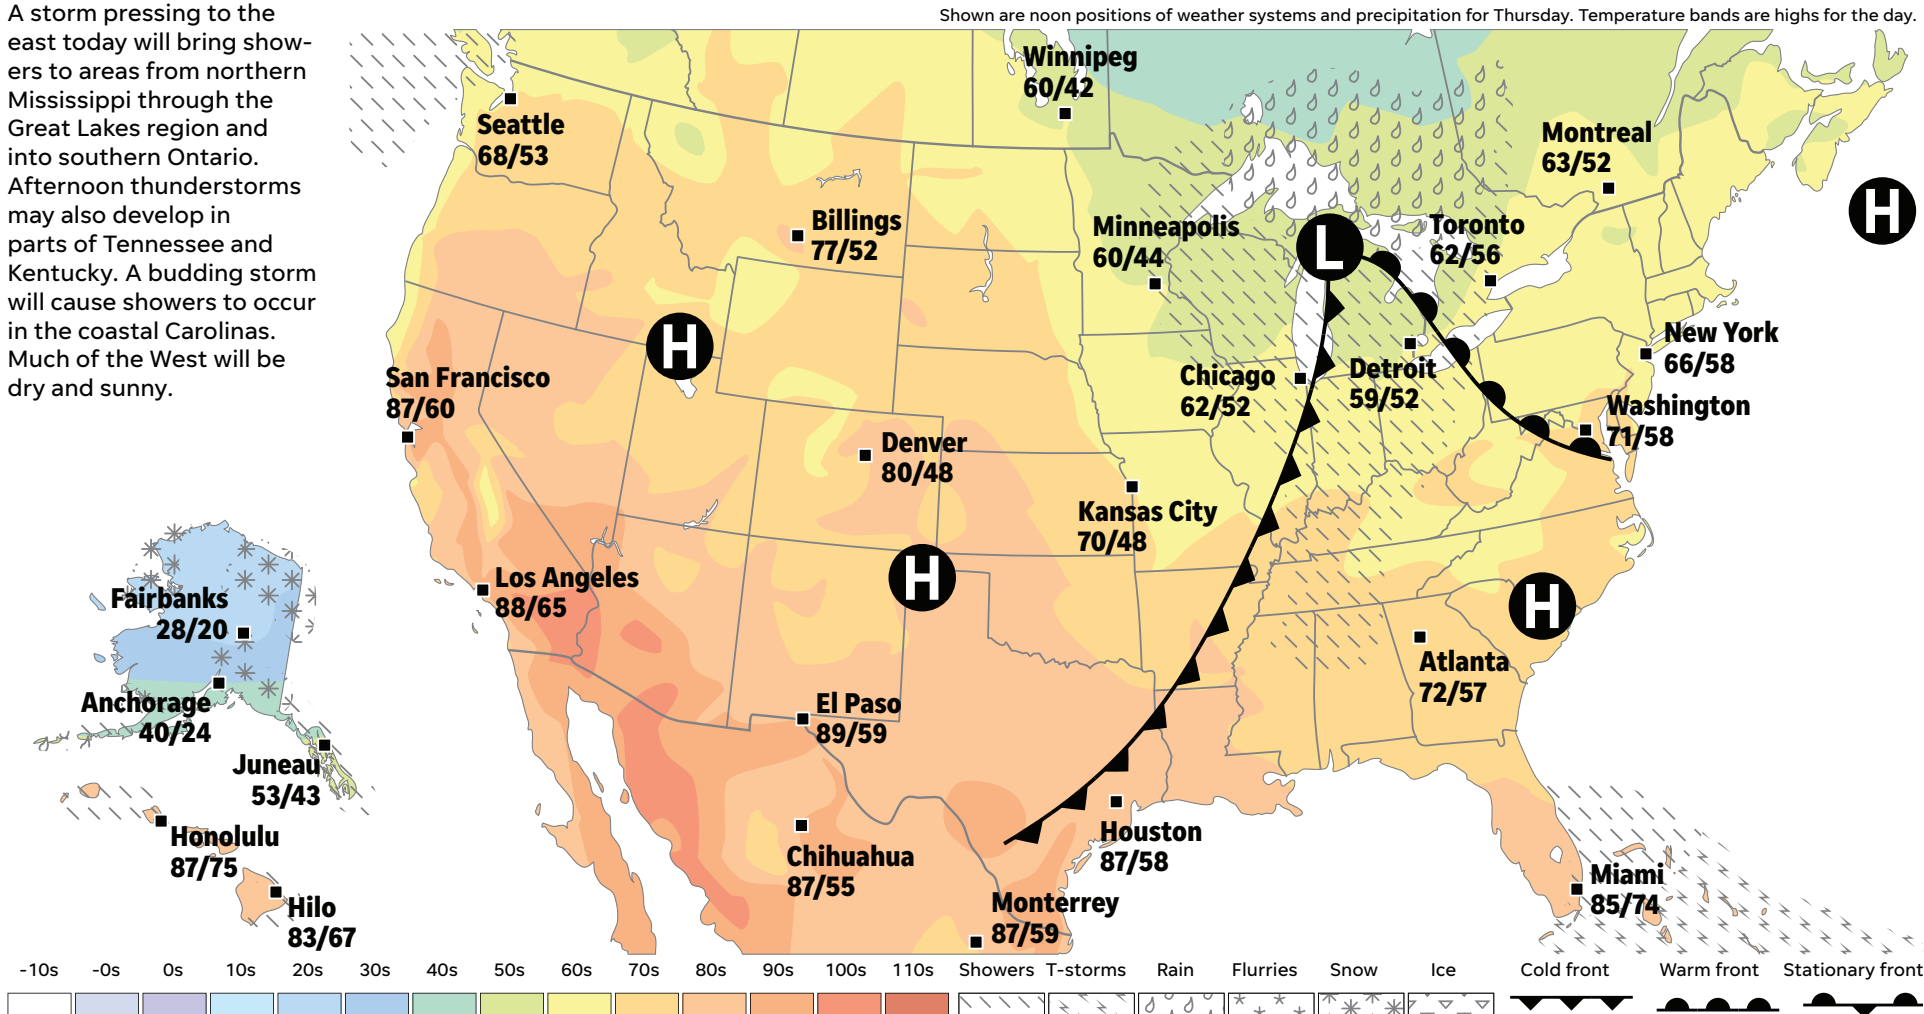 A storm pressing to the
east today will bring show-
ers to areas from northern
Mississippi through the
Great Lakes region and
into southern Ontario.
Afternoon thunderstorms
may also develop in
parts of Tennessee and
Kentucky. A budding storm
will cause showers to occur
in the coastal Carolinas.
Much of the West will be
dry and sunny.
Shown are noon positions of weather systems and precipitation for Thursday. Temperature bands are highs for the day.
Winnipeg
60/42
Seattle
68/53
Montreal
63/52
H
Billings
77/52
Minneapolis
60/44
L
Toronto
62/56
H
New York
66/58
San Francisco
87/60
Chicago
62/52
Detroit
59/52
Washington
71/58
Denver
80/48
Kansas City
70/48
H
Los Angeles
88/65
H
Fairbanks
28/20
Atlanta
72/57
Anchorage
40/24
El Paso
89/59
Juneau
53/43
Honolulu
87/75
Houston
87/58
Chihuahua
87/55
Miami
85/74
Hilo
83/67
Monterrey
87/59
-10s -0s 0s 10s 20s 30s 40s 50s 60s 70s 80s 90s 100s 110s Showers T-storms Rain Flurries Snow Ice Cold front Warm front Stationary front